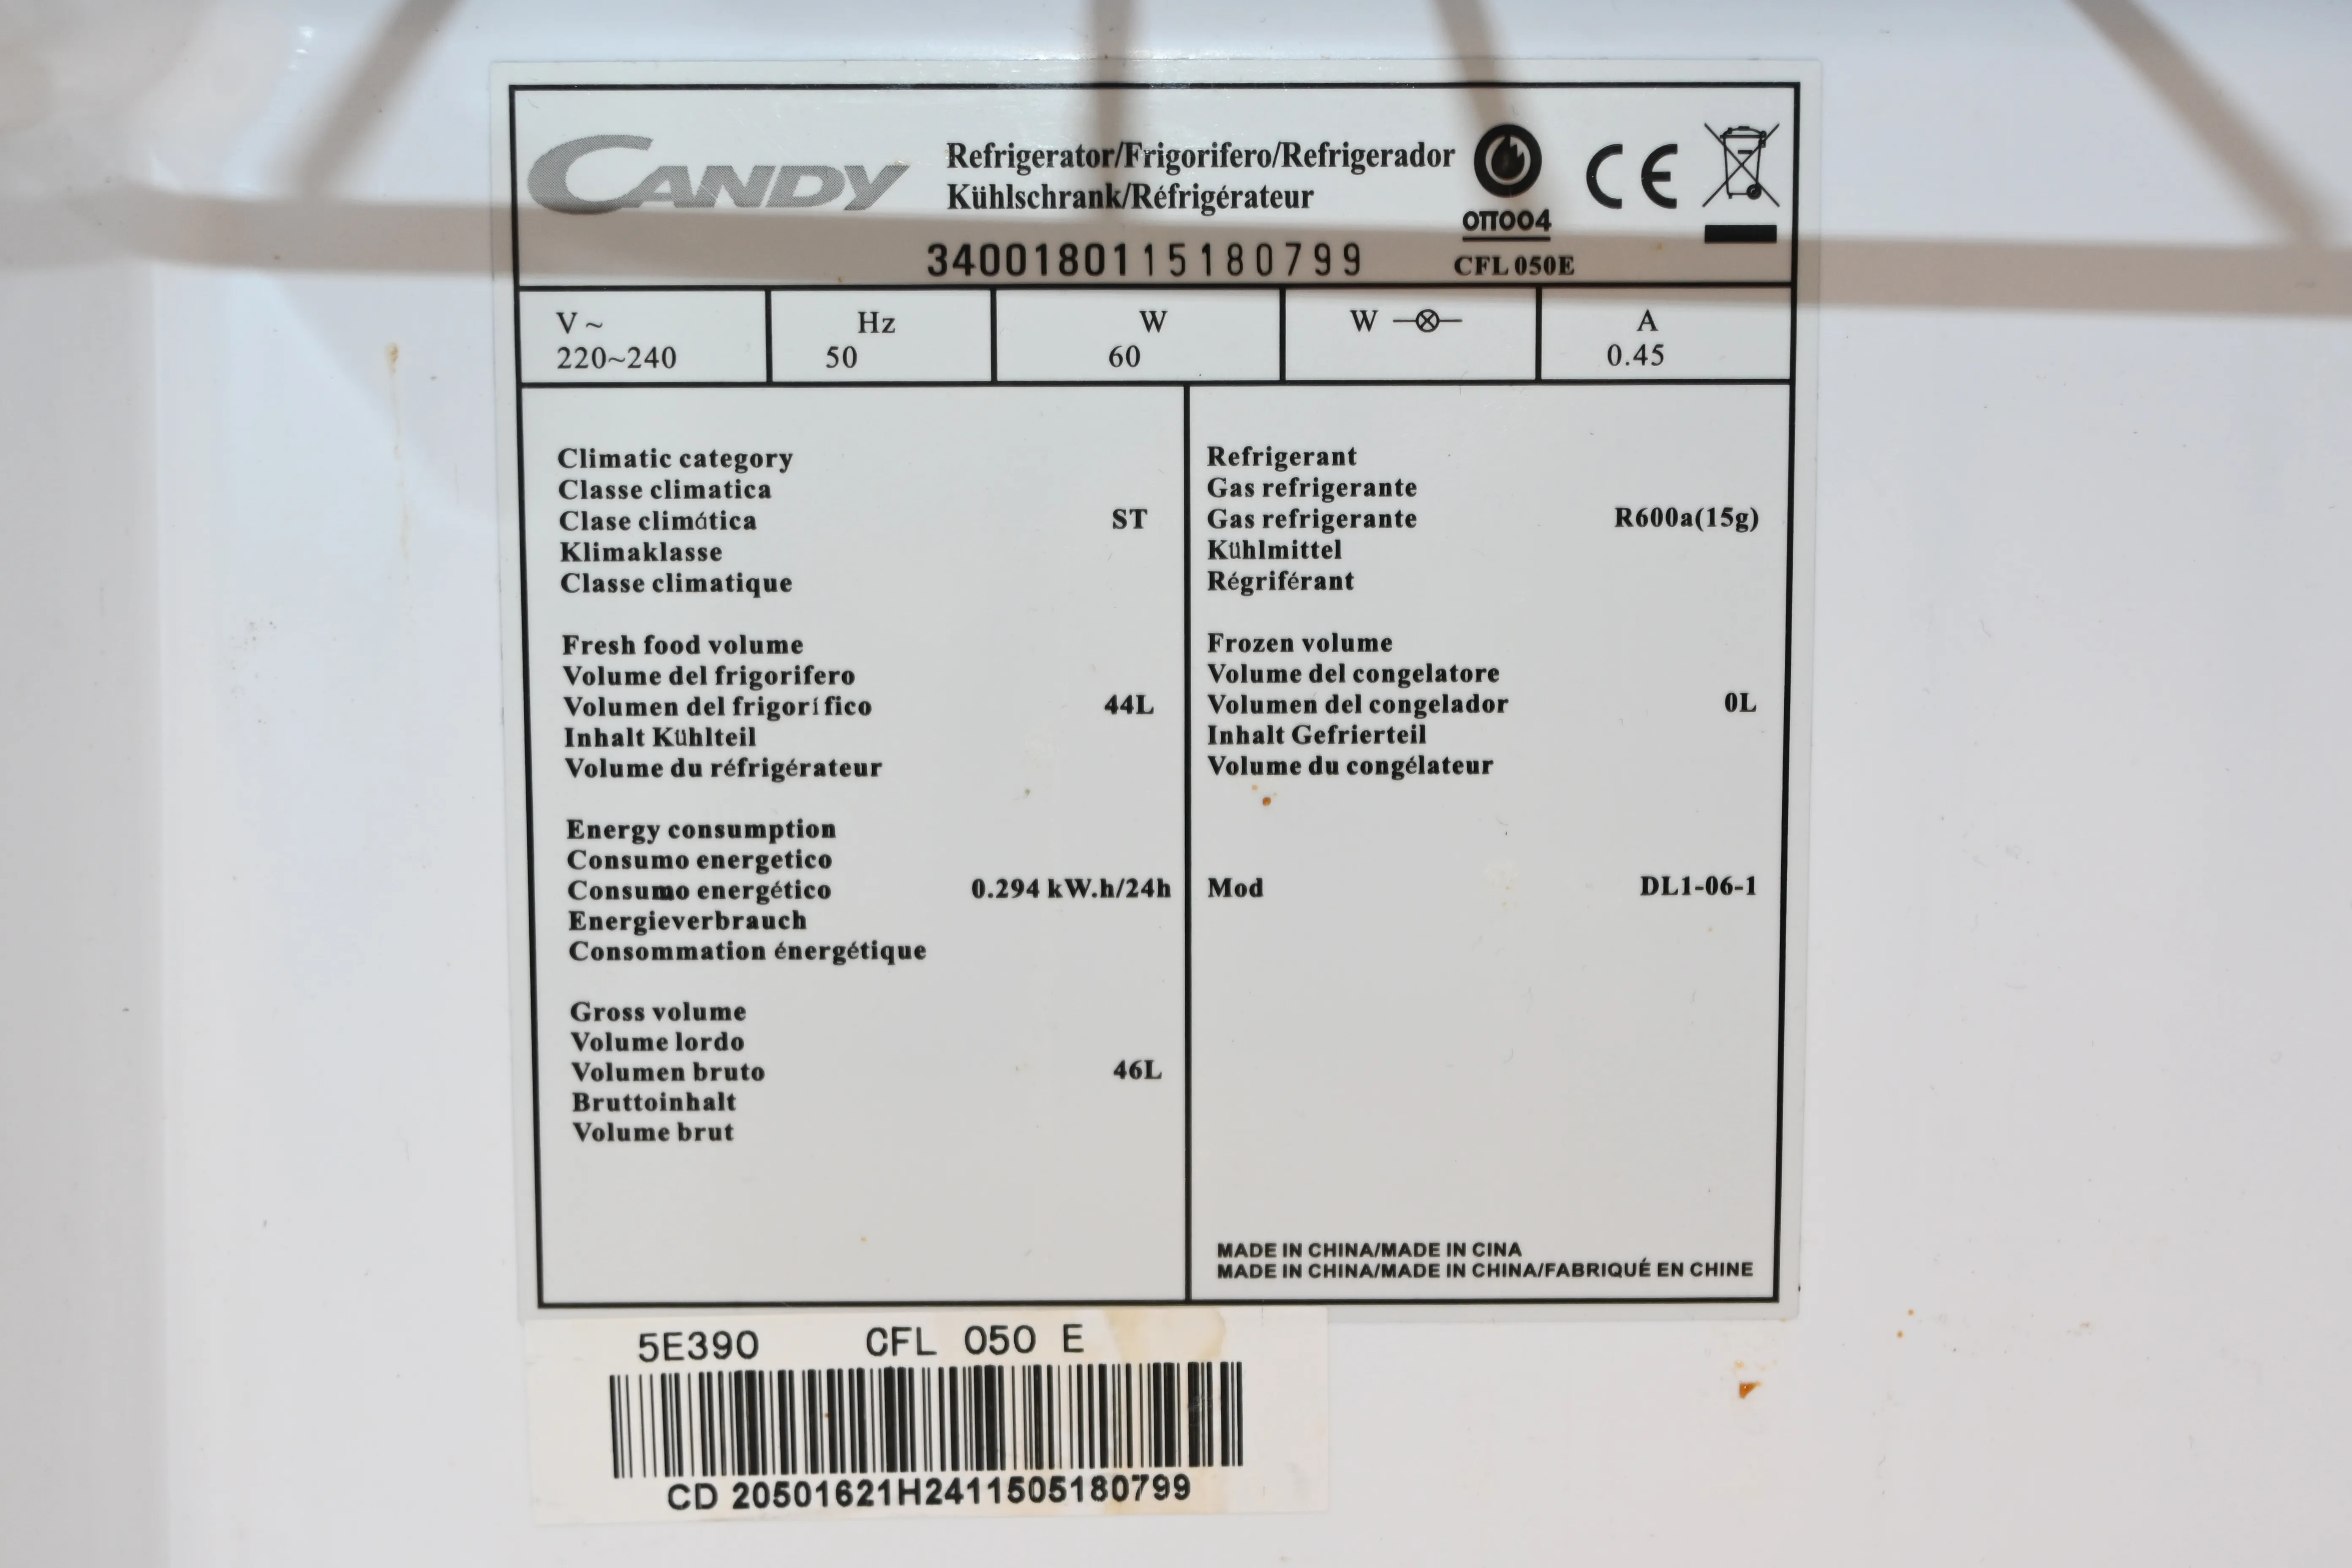 CANDY
Refrigerator/Frigorifero/Refrigerador
Kühlschrank/Réfrigérateur
OTTOO4
CE
3400180115180799
CFL 050E
V ~
220~240
Hz
50
W
60
W
A
0.45
Climatic category
Classe climatica
Clase climática ST
Klimaklasse
Classe climatique
Refrigerant
Gas refrigerante
Gas refrigerante R600a(15g)
Kühlmittel
Régriférant
Fresh food volume
Volume del frigorifero
Volumen del frigorífico 44L
Inhalt Kühlteil
Volume du réfrigérateur
Frozen volume
Volume del congelatore
Volumen del congelador 0L
Inhalt Gefrierteil
Volume du congélateur
Energy consumption
Consumo energetico
Consumo energético 0.294 kW.h/24h
Energieverbrauch
Consommation énergétique
Mod DL1-06-1
Gross volume
Volume lordo
Volumen bruto 46L
Bruttoinhalt
Volume brut
MADE IN CHINA/MADE IN CINA
MADE IN CHINA/MADE IN CHINA/FABRIQUÉ EN CHINE
5E390 CFL 050 E
CD 20501621H2411505180799